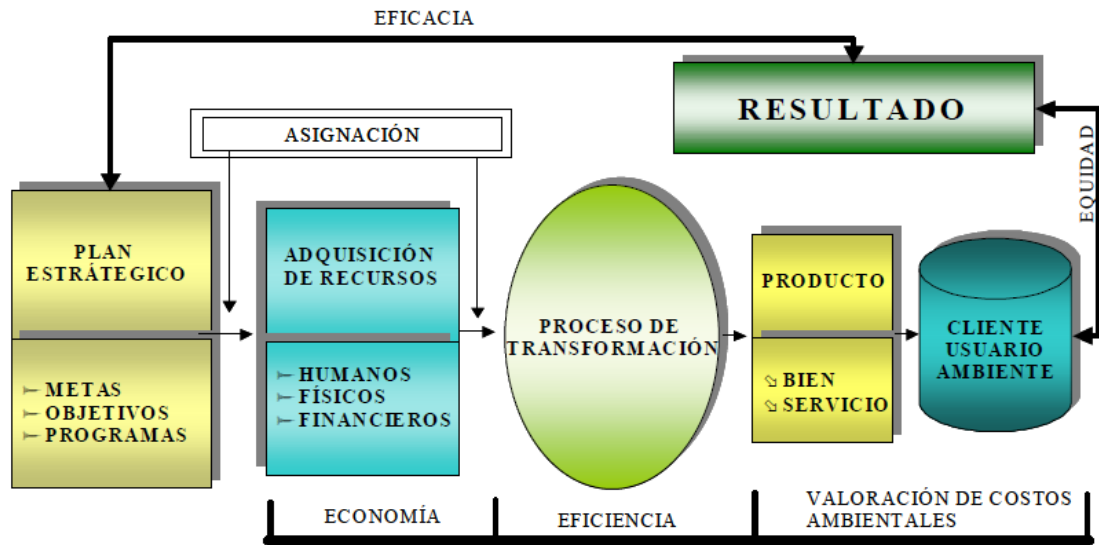 EFICACIA
RESULTADO
ASIGNACIÓN
EQUIDAD
PLAN
ESTRÁTEGICO
METAS
OBJETIVOS
PROGRAMAS
ADQUISICIÓN
DE RECURSOS
HUMANOS
FÍSICOS
FINANCIEROS
PROCESO DE
TRANSFORMACIÓN
PRODUCTO
BIEN
SERVICIO
CLIENTE
USUARIO
AMBIENTE
ECONOMÍA
EFICIENCIA
VALORACIÓN DE COSTOS
AMBIENTALES